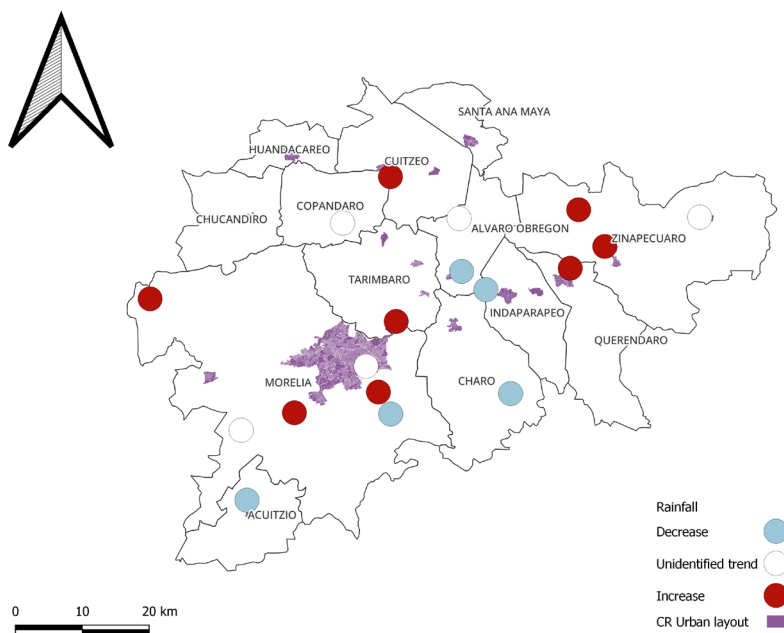 SANTA ANA MAYA
HUANDACAREO
CUITZEO
COPANDARO
CHUCANDIRO
ALVARO OBREGON
ZINAPECUARO
TARIMBARO
INDAPARAPEO
QUERENDARO
MORELIA
CHARO
ACUITZIO
Rainfall
Decrease
Unidentified trend
Increase
CR Urban layout
0 10 20 km